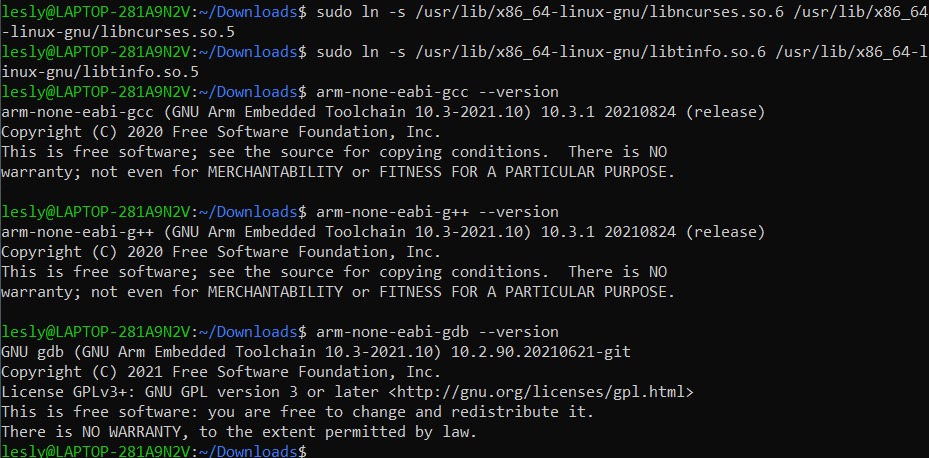 lesly@LAPTOP-281A9N2V:~/Downloads$ sudo ln -s /usr/lib/x86_64-linux-gnu/libncurses.so.6 /usr/lib/x86_64
-linux-gnu/libncurses.so.5
lesly@LAPTOP-281A9N2V:~/Downloads$ sudo ln -s /usr/lib/x86_64-linux-gnu/libtinfo.so.6 /usr/lib/x86_64-l
inux-gnu/libtinfo.so.5
lesly@LAPTOP-281A9N2V:~/Downloads$ arm-none-eabi-gcc --version
arm-none-eabi-gcc (GNU Arm Embedded Toolchain 10.3-2021.10) 10.3.1 20210824 (release)
Copyright (C) 2020 Free Software Foundation, Inc.
This is free software; see the source for copying conditions.  There is NO
warranty; not even for MERCHANTABILITY or FITNESS FOR A PARTICULAR PURPOSE.

lesly@LAPTOP-281A9N2V:~/Downloads$ arm-none-eabi-g++ --version
arm-none-eabi-g++ (GNU Arm Embedded Toolchain 10.3-2021.10) 10.3.1 20210824 (release)
Copyright (C) 2020 Free Software Foundation, Inc.
This is free software; see the source for copying conditions.  There is NO
warranty; not even for MERCHANTABILITY or FITNESS FOR A PARTICULAR PURPOSE.

lesly@LAPTOP-281A9N2V:~/Downloads$ arm-none-eabi-gdb --version
GNU gdb (GNU Arm Embedded Toolchain 10.3-2021.10) 10.2.90.20210621-git
Copyright (C) 2021 Free Software Foundation, Inc.
License GPLv3+: GNU GPL version 3 or later <http://gnu.org/licenses/gpl.html>
This is free software: you are free to change and redistribute it.
There is NO WARRANTY, to the extent permitted by law.
lesly@LAPTOP-281A9N2V:~/Downloads$